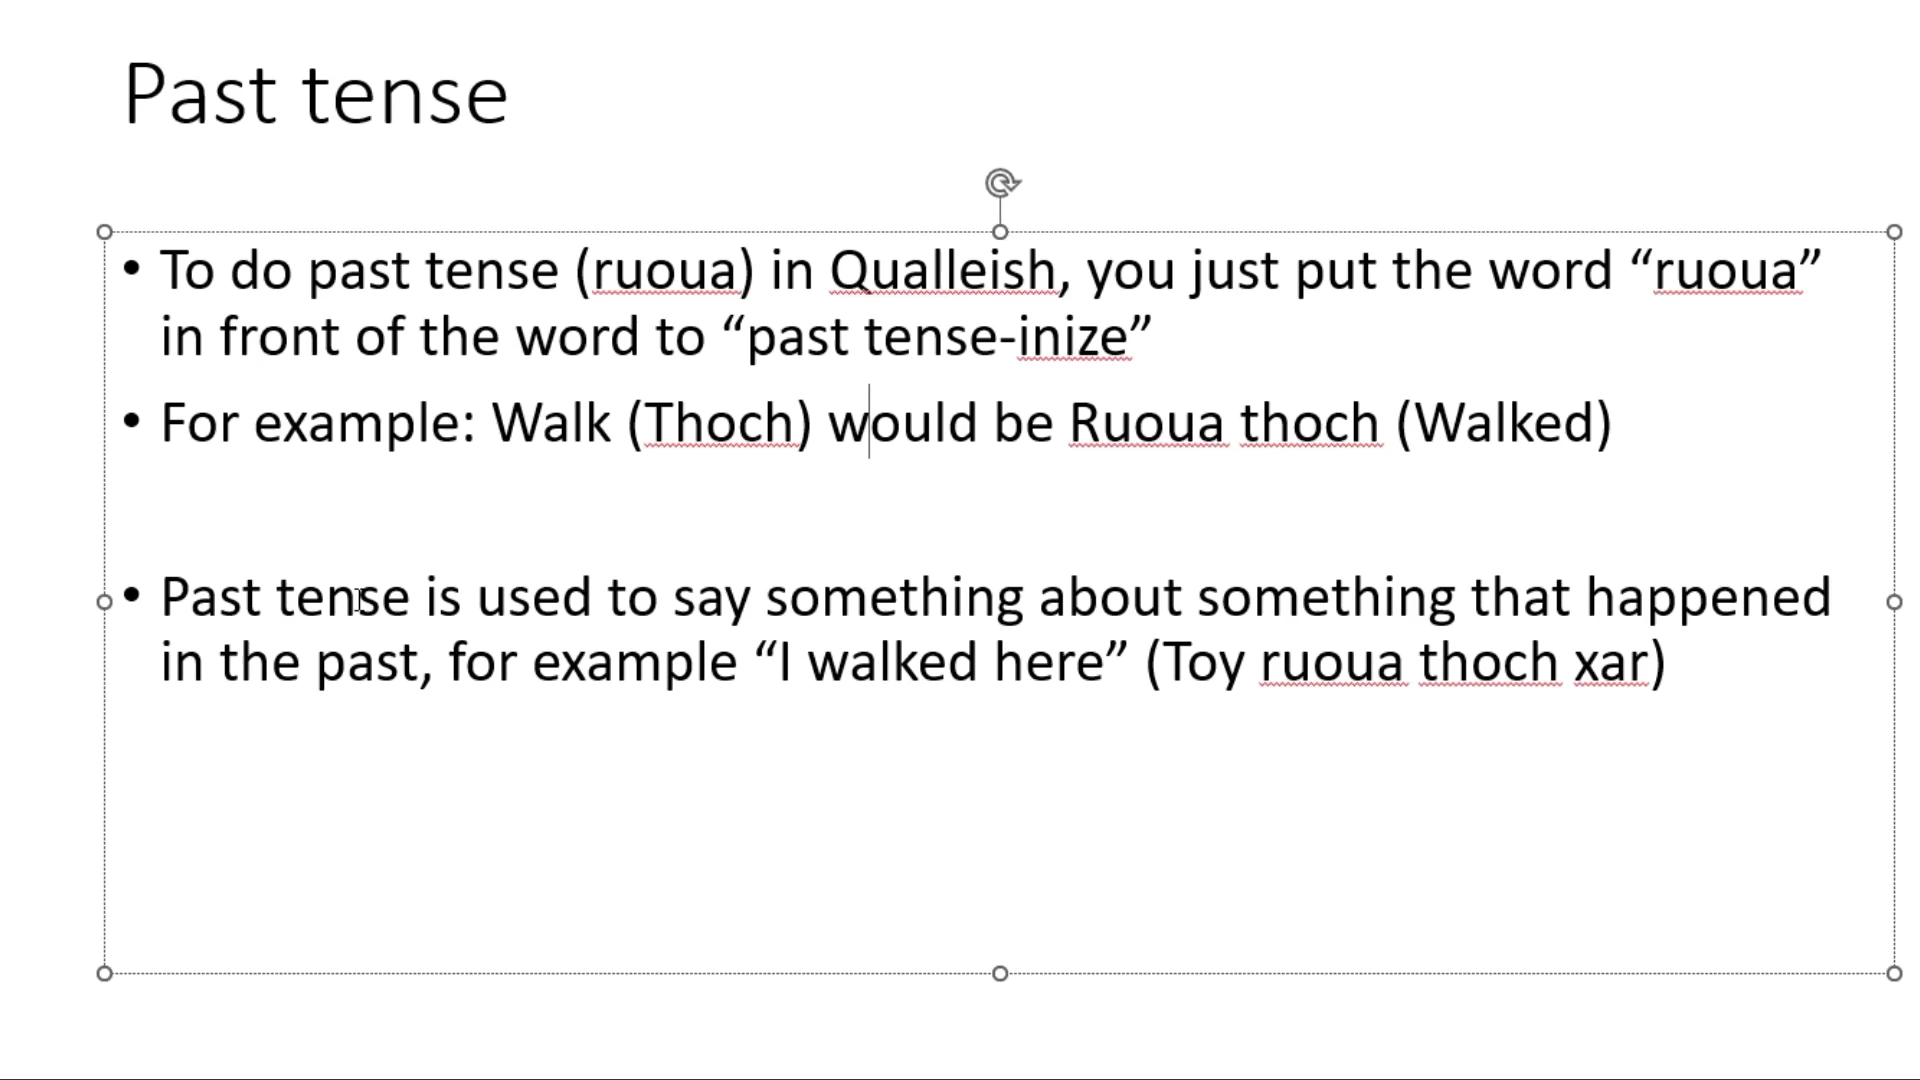 Past tense
• To do past tense (ruoua) in Qualleish, you just put the word “ruoua”
in front of the word to “past tense-inize”
• For example: Walk (Thoch) would be Ruoua thoch (Walked)
• Past tense is used to say something about something that happened
in the past, for example “I walked here” (Toy ruoua thoch xar)